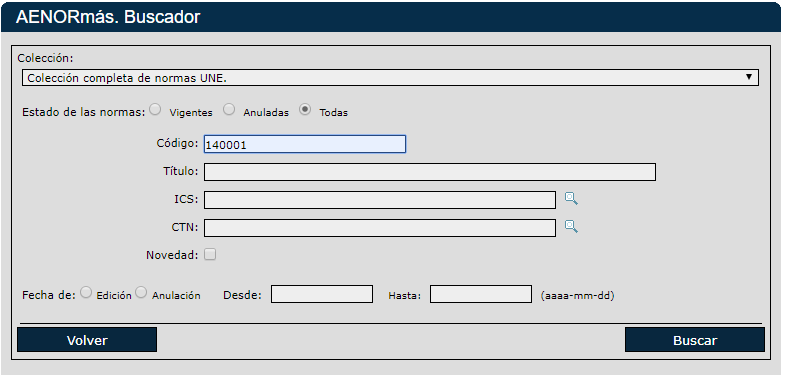 AENORmás. Buscador
Colección:
Colección completa de normas UNE.
Estado de las normas: Vigentes Anuladas Todas
Código: 140001
Título:
ICS:
CTN:
Novedad:
Fecha de: Edición Anulación Desde: Hasta: (aaaa-mm-dd)
Volver Buscar